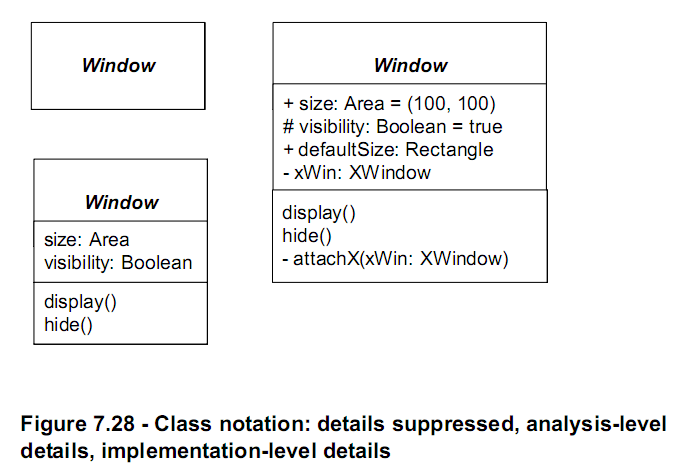 Window
Window
size: Area
visibility: Boolean
display()
hide()
Window
+ size: Area = (100, 100)
# visibility: Boolean = true
+ defaultSize: Rectangle
- xWin: XWindow
display()
hide()
- attachX(xWin: XWindow)
Figure 7.28 - Class notation: details suppressed, analysis-level
details, implementation-level details